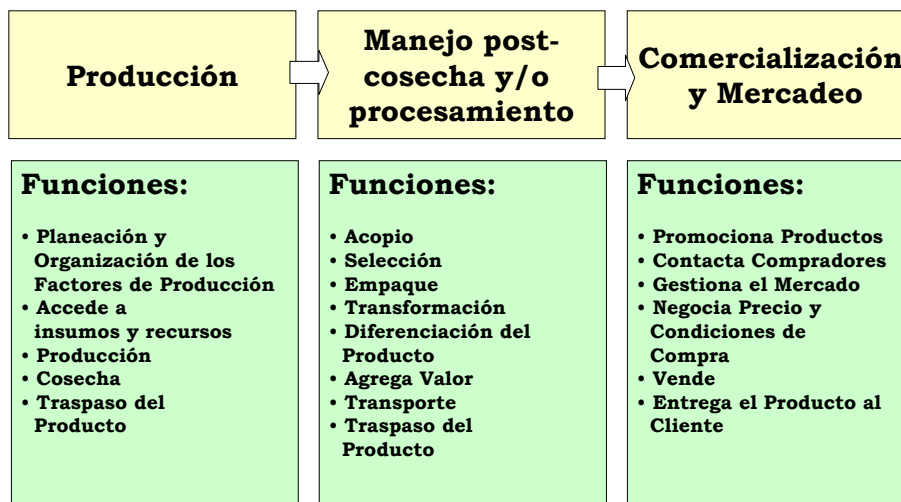 Producción
Manejo post-
cosecha y/o
procesamiento
Comercialización
y Mercadeo
Funciones:
• Planeación y
Organización de los
Factores de Producción
• Accede a
insumos y recursos
• Producción
• Cosecha
• Traspaso del
Producto
Funciones:
• Acopio
• Selección
• Empaque
• Transformación
• Diferenciación del
Producto
• Agrega Valor
• Transporte
• Traspaso del
Producto
Funciones:
• Promociona Productos
• Contacta Compradores
• Gestiona el Mercado
• Negocia Precio y
Condiciones de
Compra
• Vende
• Entrega el Producto al
Cliente